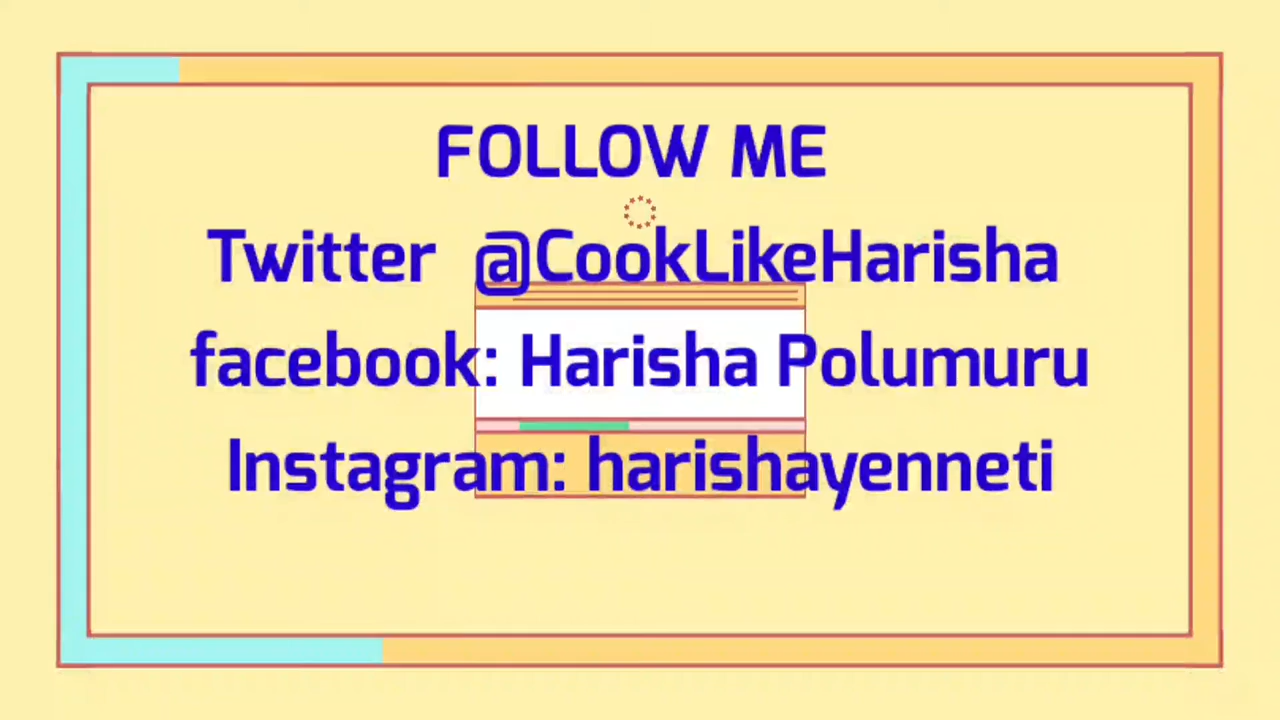 FOLLOW ME
Twitter @CookLikeHarisha
facebook: Harisha Polumuru
Instagram: harishayenneti